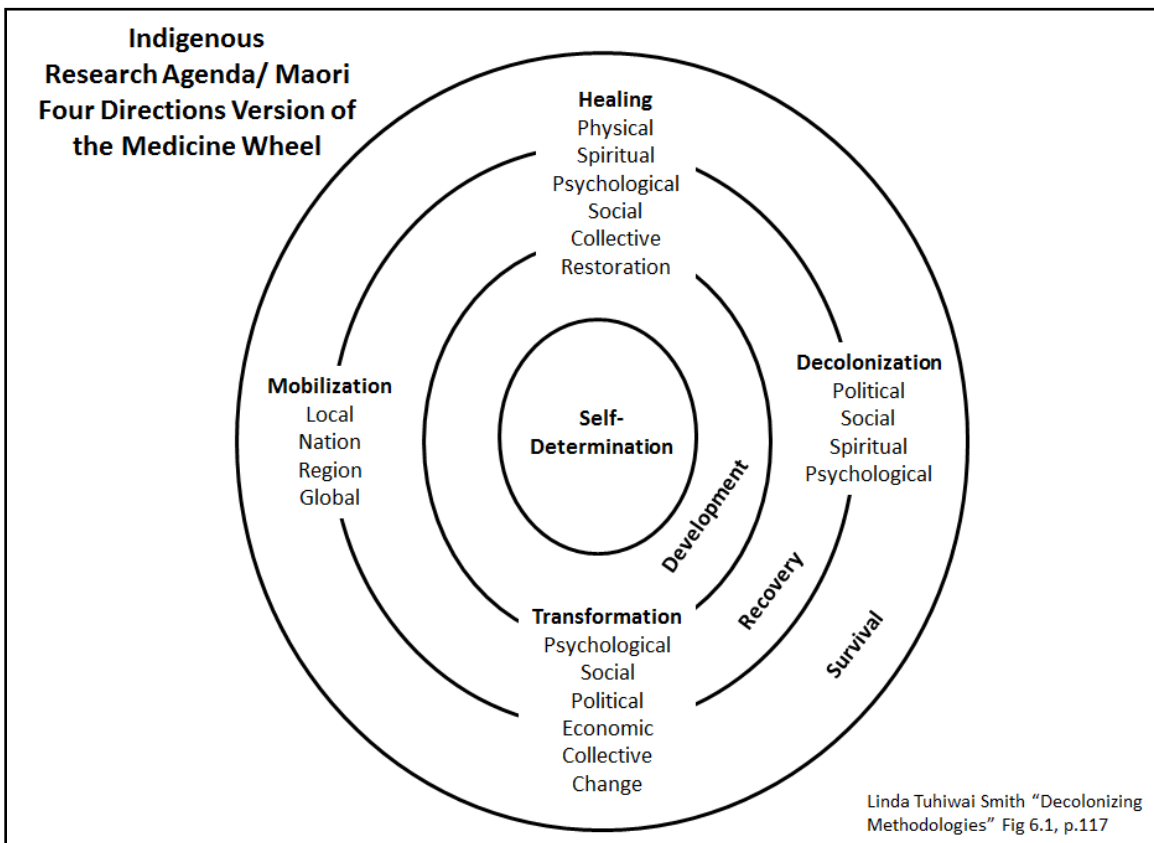 Indigenous
Research Agenda/ Maori
Four Directions Version of
the Medicine Wheel
Healing
Physical
Spiritual
Psychological
Social
Collective
Restoration
Mobilization
Local
Nation
Region
Global
Self-
Determination
Decolonization
Political
Social
Spiritual
Psychological
Development
Recovery
Survival
Transformation
Psychological
Social
Political
Economic
Collective
Change
Linda Tuhiwai Smith “Decolonizing
Methodologies” Fig 6.1, p.117